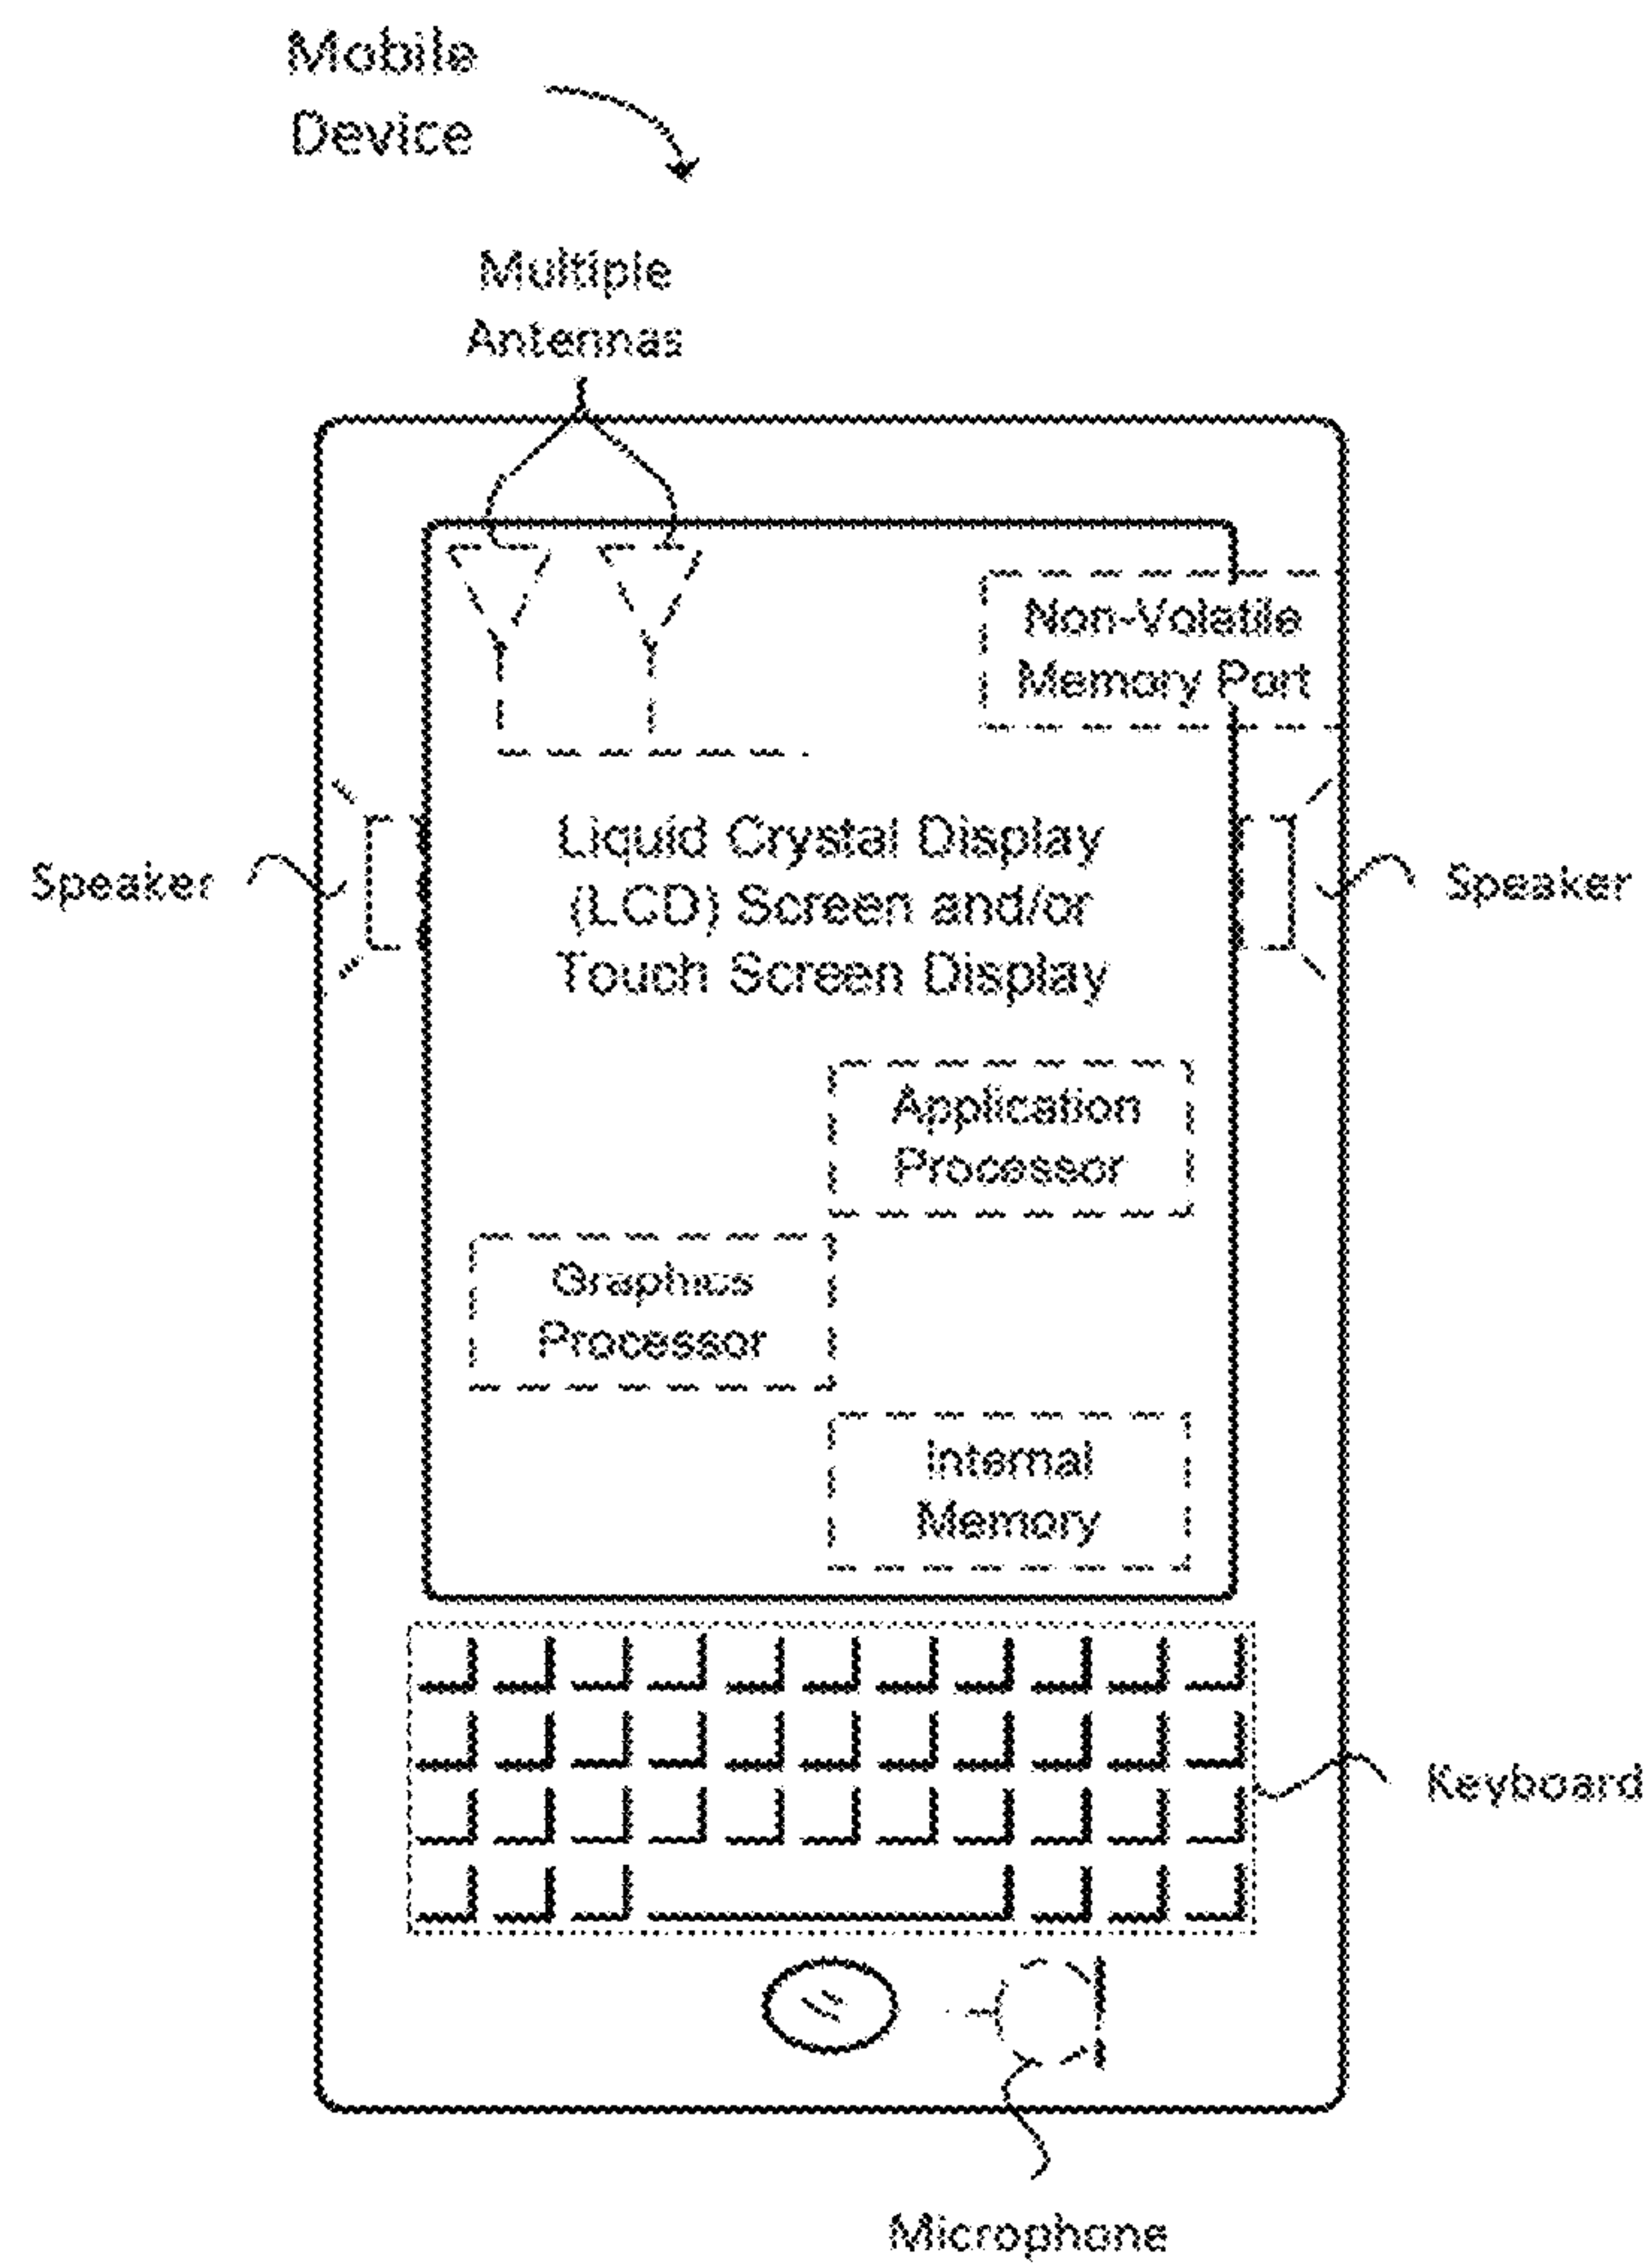 Mobile
Device
Multiple
Antennas
Non-Volatile
Memory Port
Liquid Crystal Display
(LCD) Screen and/or
Touch Screen Display
Speaker
Speaker
Application
Processor
Graphics
Processor
Internal
Memory
Keyboard
Microphone